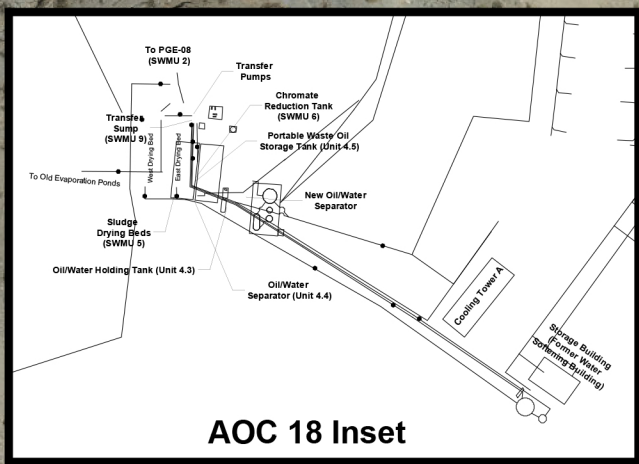 To PGE-08
(SWMU 2)
Transfer
Pumps
Chromate
Reduction Tank
(SWMU 6)
Transfer
Sump
(SWMU 9)
Portable Waste Oil
Storage Tank (Unit 4.5)
West Drying Bed
East Drying Bed
To Old Evaporation Ponds
New Oil/Water
Separator
Sludge
Drying Beds
(SWMU 5)
Oil/Water Holding Tank (Unit 4.3)
Oil/Water
Separator (Unit 4.4)
Cooling Tower A
Storage Building
(Former Water
Softening Building)
AOC 18 Inset